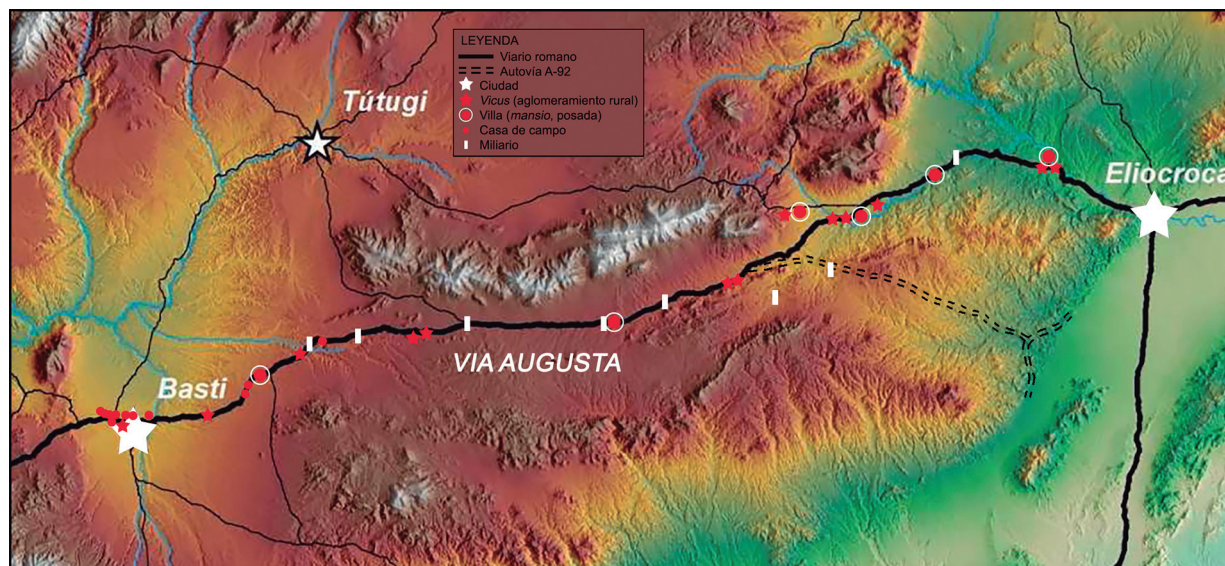 LEYENDA
Viario romano
Autovía A-92
Ciudad
Vicus (aglomeramiento rural)
Villa (mansio, posada)
Casa de campo
Miliario
Tútugi
Eliocroca
VIA AUGUSTA
Basti